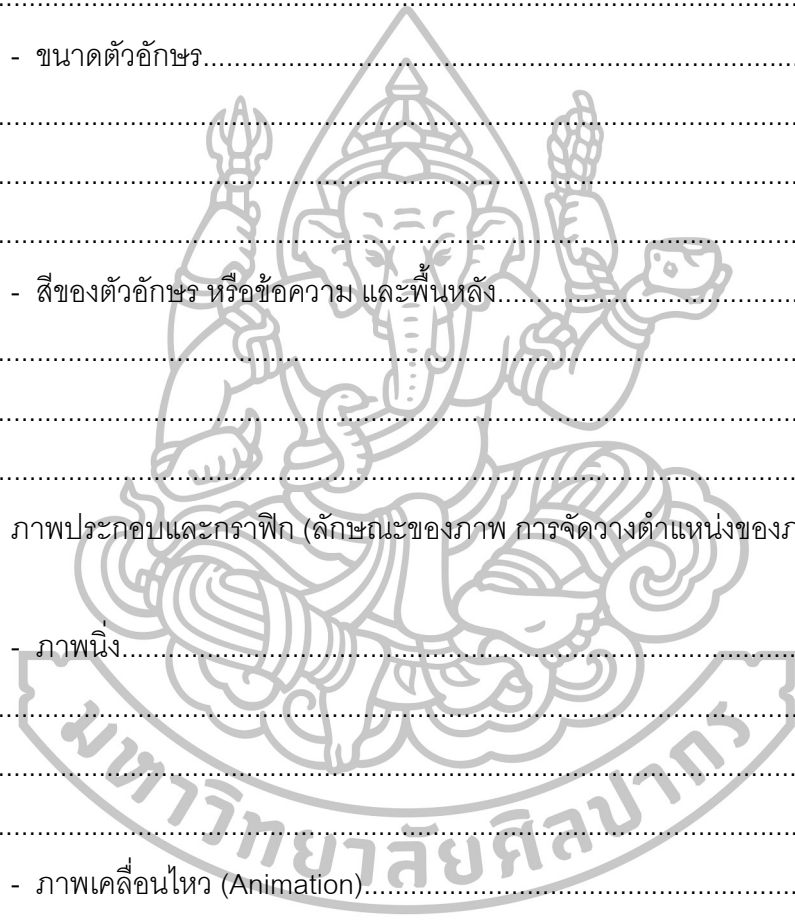 ................................................................................................
- ขนาดตัวอักษร................................................................................
................................................................................................
................................................................................................
................................................................................................
- สีของตัวอักษร หรือข้อความ และพื้นหลัง.......................................
................................................................................................
................................................................................................
................................................................................................
ภาพประกอบและกราฟิก (ลักษณะของภาพ การจัดวางตำแหน่งของภ
- ภาพนิ่ง..........................................................................................
................................................................................................
................................................................................................
................................................................................................
มหาวิทยาลัยศิลปากร
- ภาพเคลื่อนไหว (Animation)........................................................